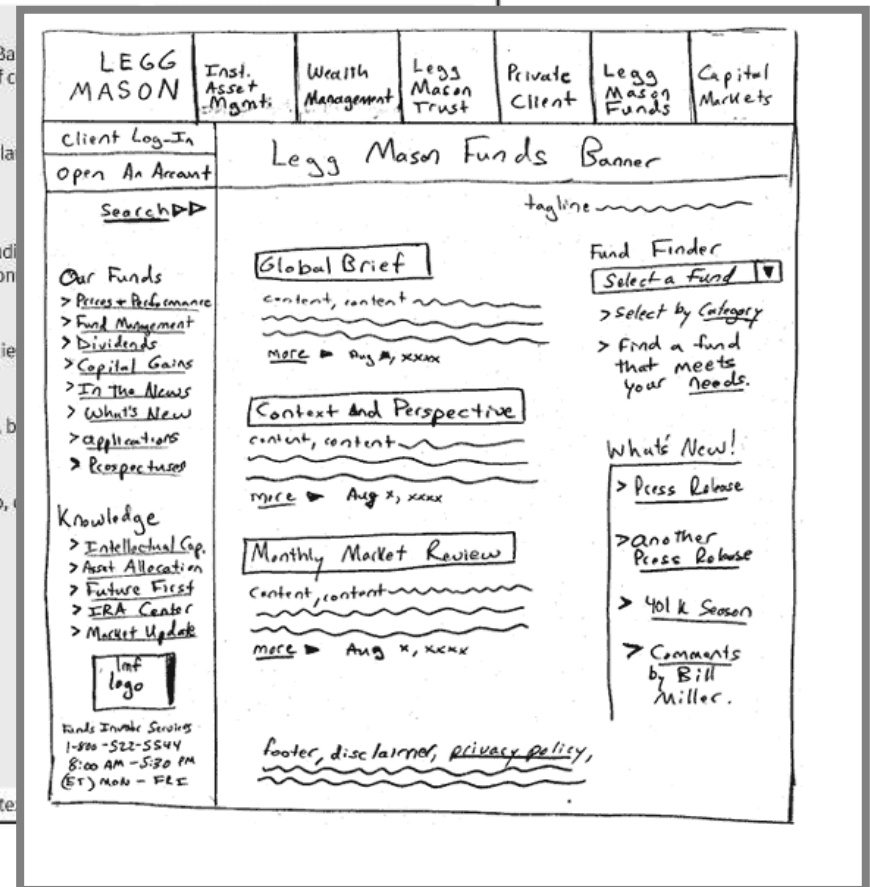 LEGG
MASON
Inst.
Asset
Mgmt.
Wealth
Management
Legg
Mason
Trust
Private
Client
Legg
Mason
Funds
Capital
Markets
Client Log-In
Open An Account
Search
Legg Mason Funds Banner
tagline
Our Funds
> Prices + Performance
> Fund Management
> Dividends
> Capital Gains
> In The News
> What's New
> applications
> Prospectuses
Knowledge
> Intellectual Cap.
> Asset Allocation
> Future First
> IRA Center
> Market Update
lmf
logo
Funds Services
1-800-522-5544
8:00 AM - 5:30 PM
(ET) MON - FRI
Global Brief
content, content
more ► Aug x, xxxx
Context And Perspective
content, content
more ► Aug x, xxxx
Monthly Market Review
content, content
more ► Aug x, xxxx
footer, disclaimer, privacy policy,
Fund Finder
Select a Fund ▼
> Select by Category
> Find a fund
that meets
your needs.
What's New!
> Press Release
> another
Press Release
> 401 k Season
> Comments
by Bill
Miller.